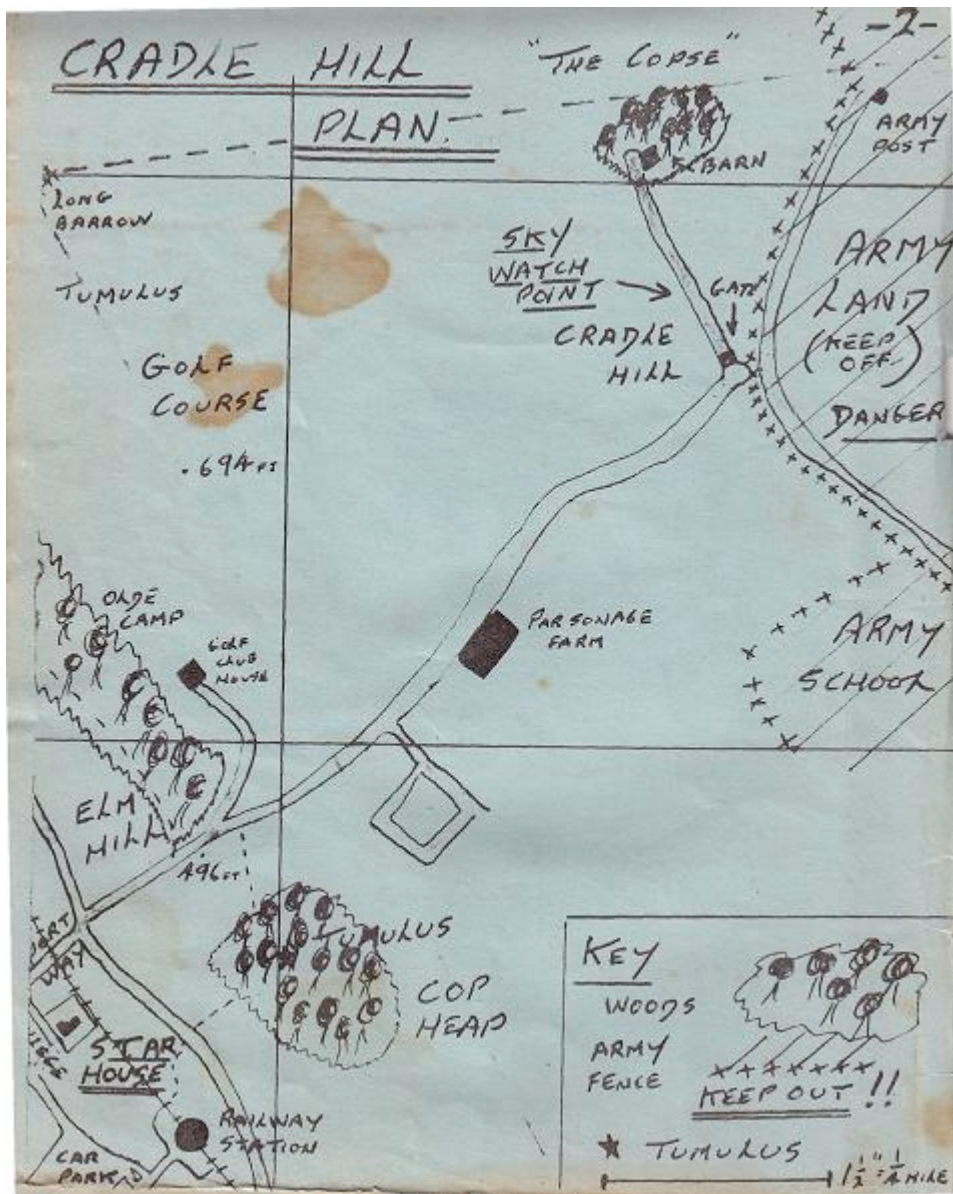 -2-
CRADLE HILL
PLAN.
"THE COPSE"
BARN
ARMY
POST
LONG
BARROW
TUMULUS
SKY
WATCH
POINT
GATE
CRADLE
HILL
ARMY
LAND
(KEEP
OFF)
DANGER
GOLF
COURSE
.694 FT
OLDE
CAMP
GOLF
CLUB
HOUSE
PARSONAGE
FARM
ARMY
SCHOOL
ELM
HILL
496 FT
TUMULUS
COP
HEAP
PORT
WAY
STAR
HOUSE
RAILWAY
STATION
CAR
PARK
KEY
WOODS
ARMY
FENCE
KEEP OUT !!
TUMULUS
1 1/2" = 1/4 MILE